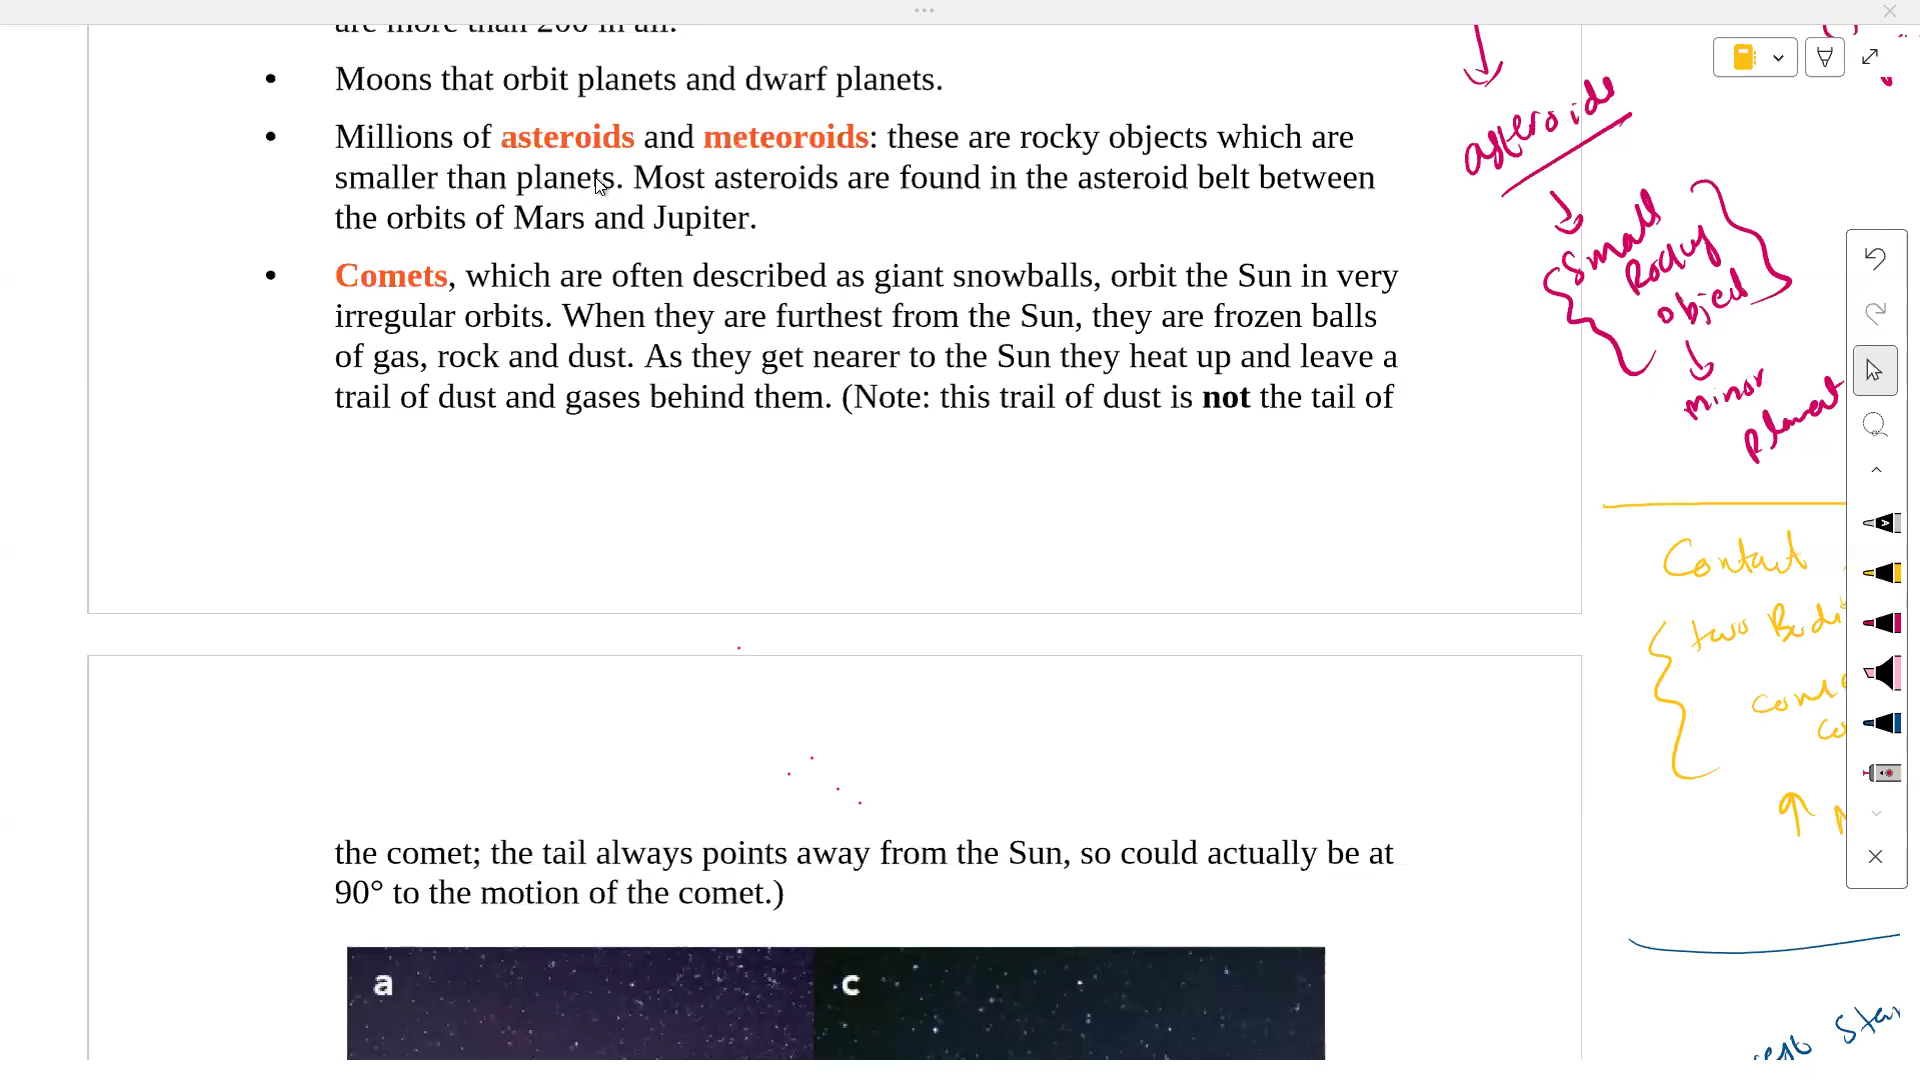 are more than 200 in all.
• Moons that orbit planets and dwarf planets.
• Millions of asteroids and meteoroids: these are rocky objects which are
smaller than planets. Most asteroids are found in the asteroid belt between
the orbits of Mars and Jupiter.
• Comets, which are often described as giant snowballs, orbit the Sun in very
irregular orbits. When they are furthest from the Sun, they are frozen balls
of gas, rock and dust. As they get nearer to the Sun they heat up and leave a
trail of dust and gases behind them. (Note: this trail of dust is not the tail of
the comet; the tail always points away from the Sun, so could actually be at
90° to the motion of the comet.)
a
c
asteroids
small
Rocky
object
minor
planet
Contact
two